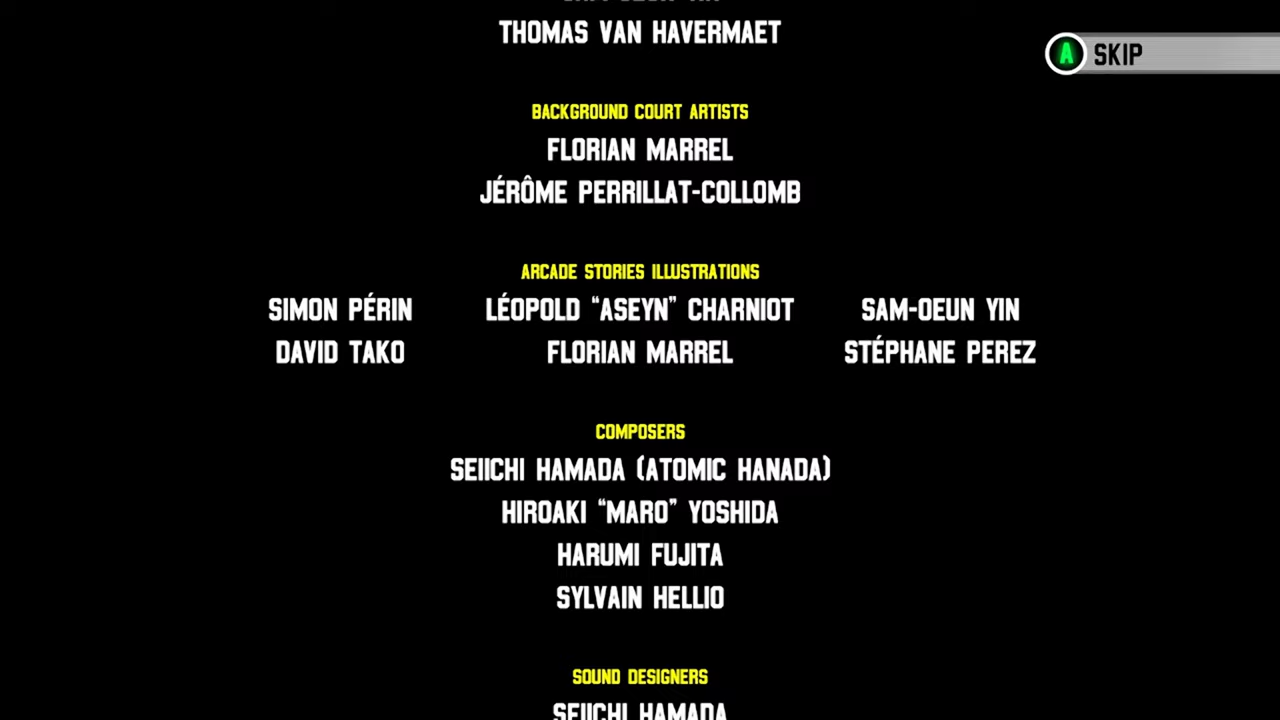 THOMAS VAN HAVERMAET
A SKIP
BACKGROUND COURT ARTISTS
FLORIAN MARREL
JÉRÔME PERRILLAT-COLLOMB
ARCADE STORIES ILLUSTRATIONS
SIMON PÉRIN LÉOPOLD “ASEYN” CHARNIOT SAM-OEUN YIN
DAVID TAKO FLORIAN MARREL STÉPHANE PEREZ
COMPOSERS
SEIICHI HAMADA (ATOMIC HANADA)
HIROAKI “MARO” YOSHIDA
HARUMI FUJITA
SYLVAIN HELLIO
SOUND DESIGNERS
SEIICHI HAMADA